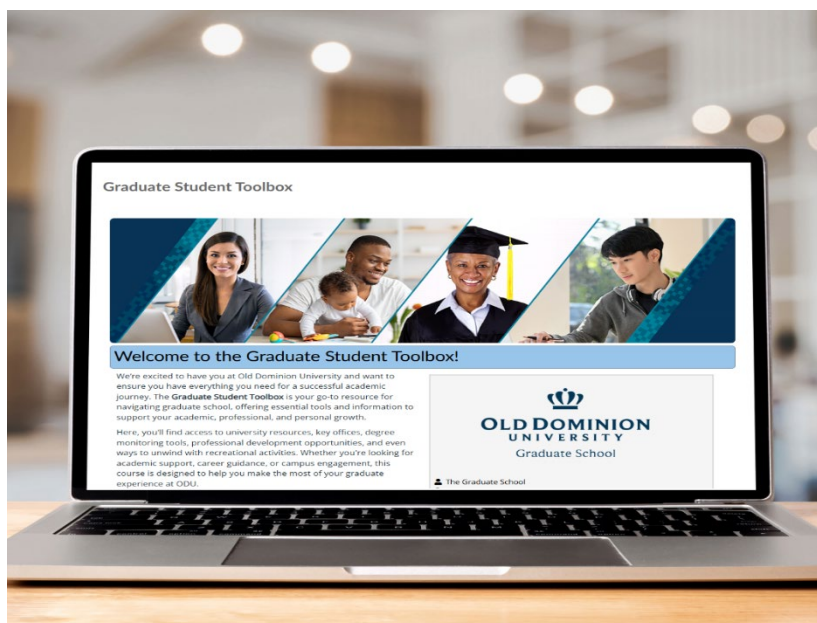 Graduate Student Toolbox
Welcome to the Graduate Student Toolbox!
We're excited to have you at Old Dominion University and want to
ensure you have everything you need for a successful academic
journey. The Graduate Student Toolbox is your go-to resource for
navigating graduate school, offering essential tools and information to
support your academic, professional, and personal growth.
Here, you'll find access to university resources, key offices, degree
monitoring tools, professional development opportunities, and even
ways to unwind with recreational activities. Whether you're looking for
academic support, career guidance, or campus engagement, this
course is designed to help you make the most of your graduate
experience at ODU.
OLD DOMINION
UNIVERSITY
Graduate School
The Graduate School